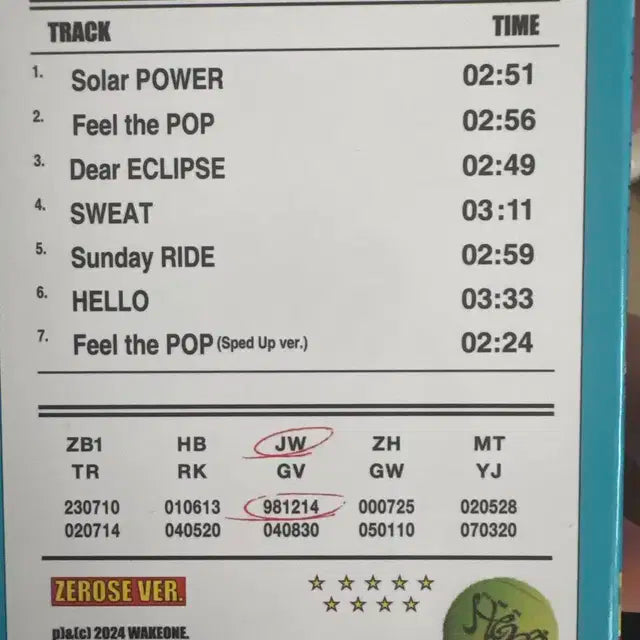 TRACK TIME
1. Solar POWER 02:51
2. Feel the POP 02:56
3. Dear ECLIPSE 02:49
4. SWEAT 03:11
5. Sunday RIDE 02:59
6. HELLO 03:33
7. Feel the POP (Sped Up ver.) 02:24
ZB1 HB JW ZH MT
TR RK GV GW YJ
230710 010613 981214 000725 020528
020714 040520 040830 050110 070320
ZEROSE VER.
p)&(c) 2024 WAKEONE.